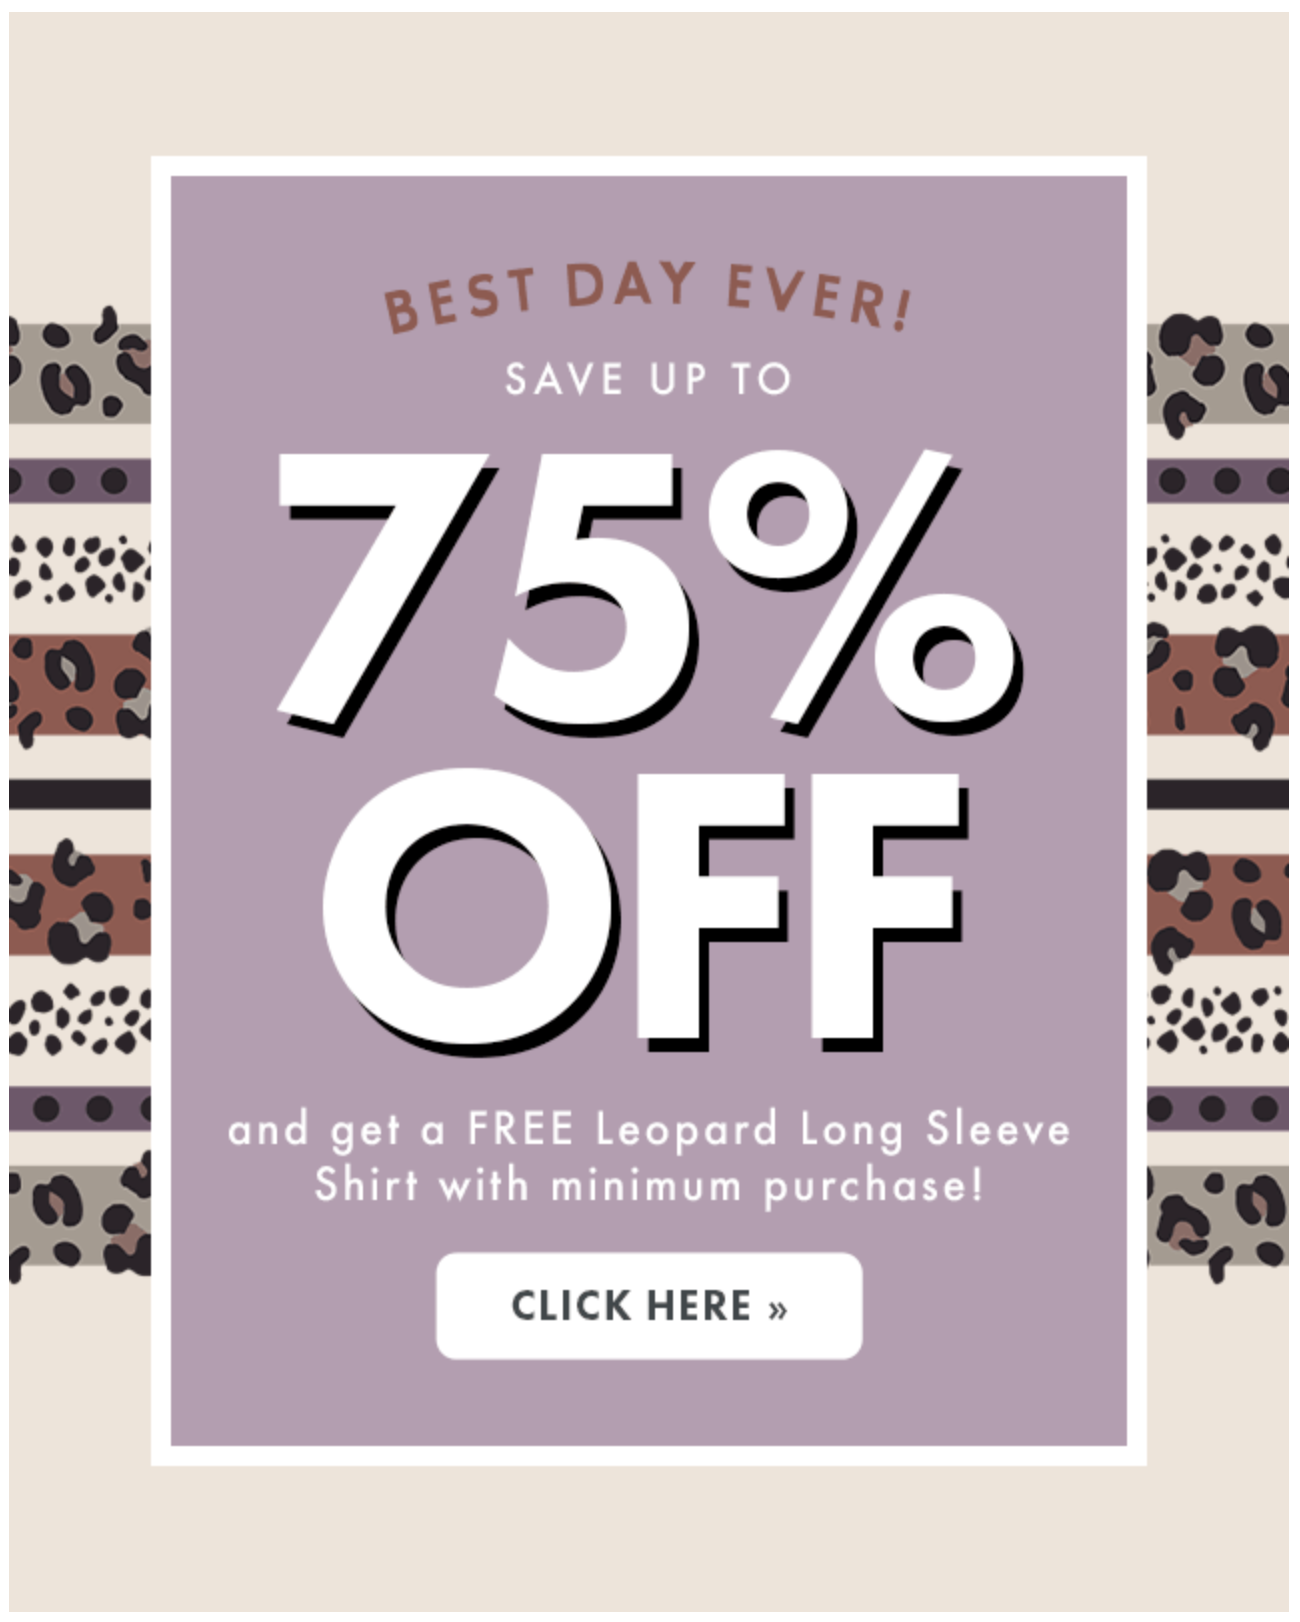 BEST DAY EVER!
SAVE UP TO
75%
OFF
and get a FREE Leopard Long Sleeve
Shirt with minimum purchase!
CLICK HERE »